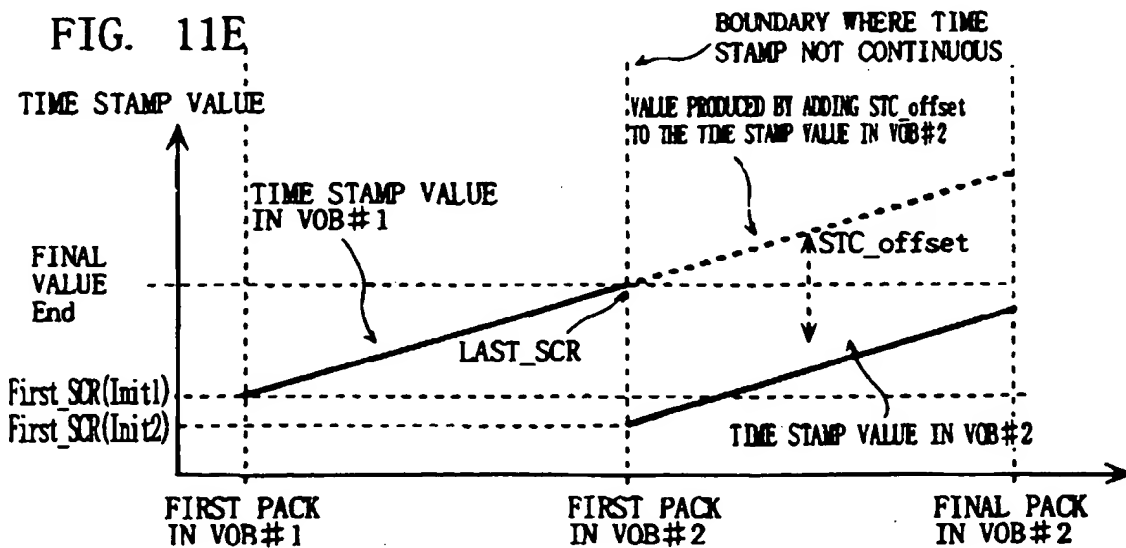 FIG. 11E
BOUNDARY WHERE TIME
STAMP NOT CONTINUOUS
TIME STAMP VALUE
VALUE PRODUCED BY ADDING STC_offset
TO THE TIME STAMP VALUE IN VOB#2
TIME STAMP VALUE
IN VOB#1
STC_offset
FINAL
VALUE
End
LAST_SCR
First_SCR(Init1)
First_SCR(Init2)
TIME STAMP VALUE IN VOB#2
FIRST PACK
IN VOB#1
FIRST PACK
IN VOB#2
FINAL PACK
IN VOB#2